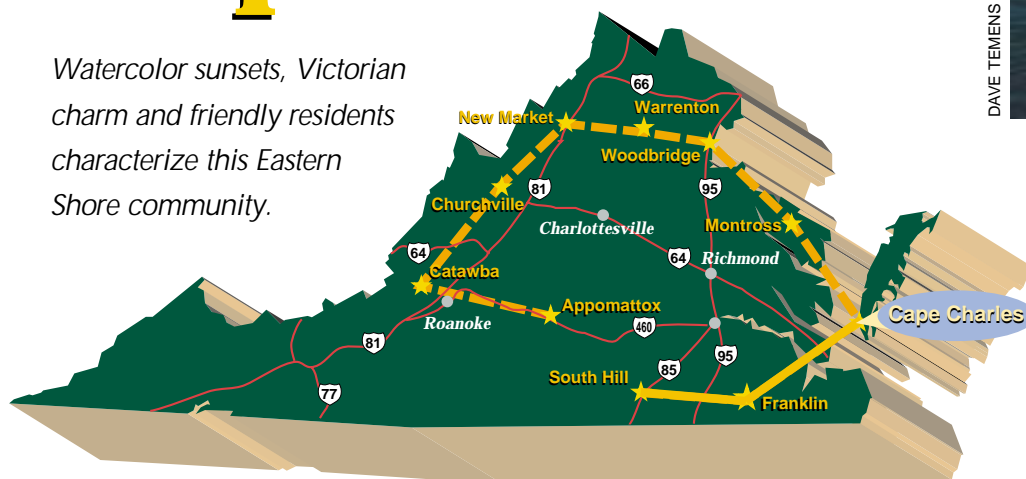 Watercolor sunsets, Victorian
charm and friendly residents
characterize this Eastern
Shore community.
DAVE TEMENS
66
New Market
Warrenton
Woodbridge
81
95
Churchville
Charlottesville
Montross
64
64
Richmond
Catawba
Appomattox
Cape Charles
Roanoke
460
81
95
85
South Hill
77
Franklin